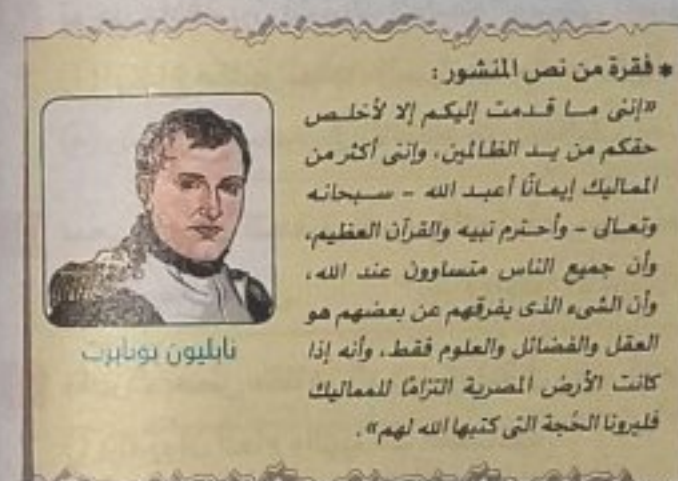 * فقرة من نص المنشور :
«إننى ما قدمت إليكم إلا لأخلص
حقكم من يد الظالمين، وإننى أكثر من
المماليك إيمانًا أعبد الله - سبحانه
وتعالى - وأحترم نبيه والقرآن العظيم،
وأن جميع الناس متساوون عند الله،
وأن الشىء الذى يفرقهم عن بعضهم هو
العقل والفضائل والعلوم فقط، وأنه إذا
كانت الأرض المصرية التزامًا للمماليك
فليرونا الحُجة التى كتبها الله لهم».
نابليون بونابرت